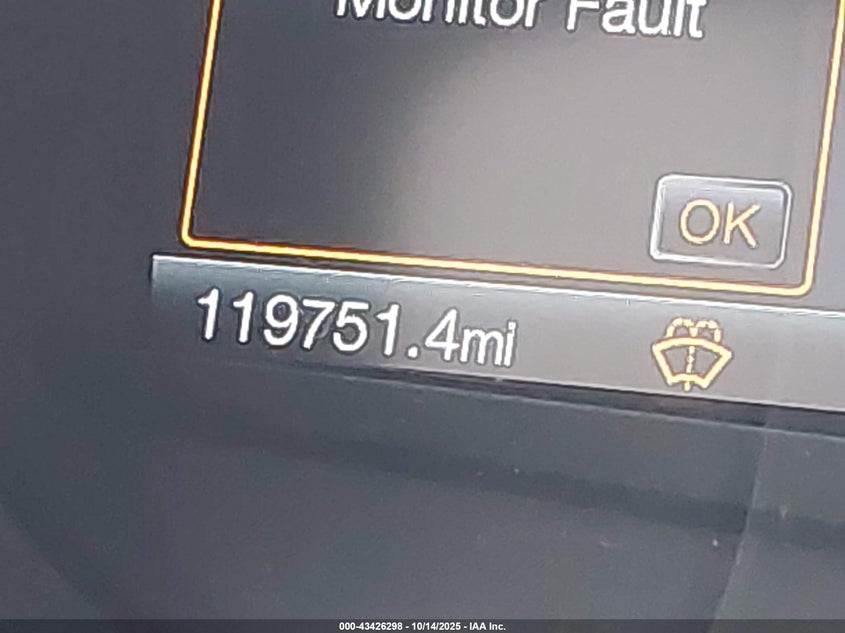 Monitor Fault
OK
119751.4mi
000-43426298 - 10/14/2025 - IAA Inc.